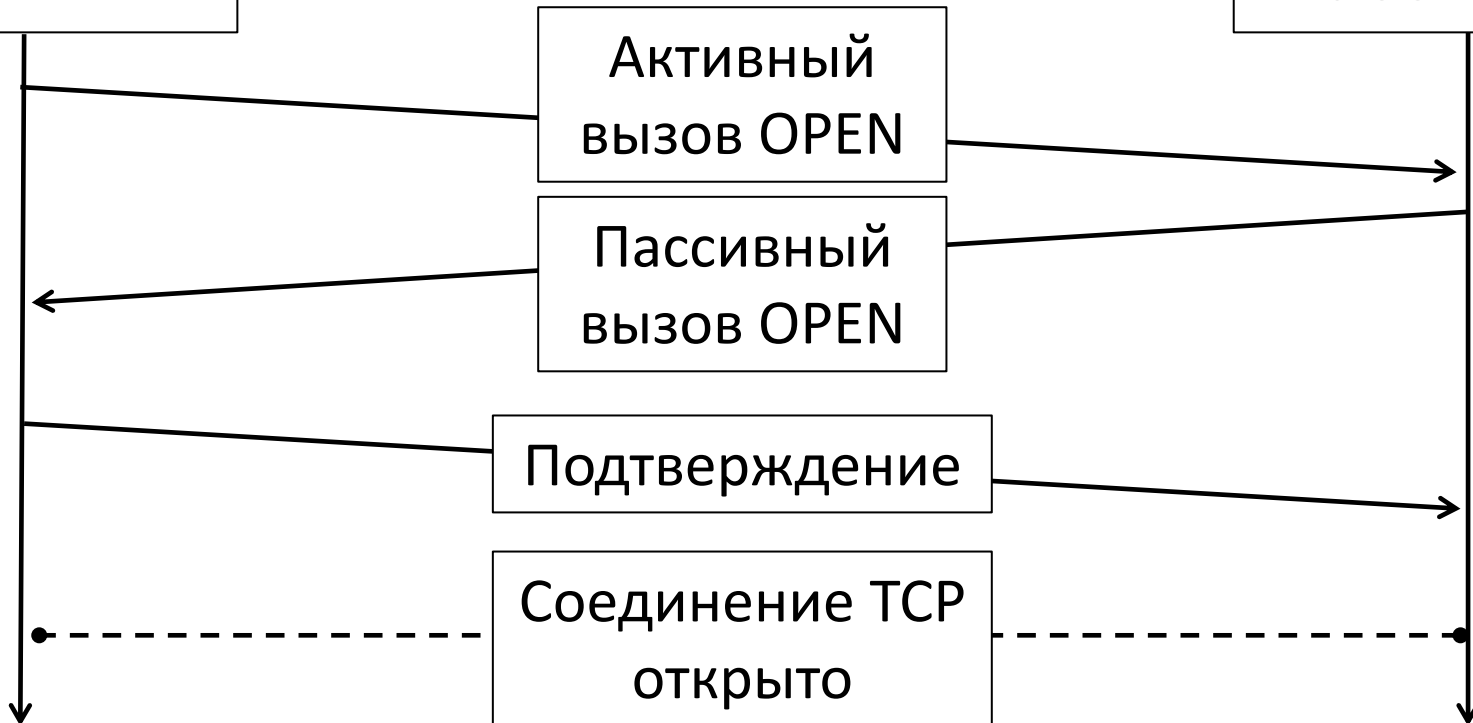 Активный
вызов OPEN
Пассивный
вызов OPEN
Подтверждение
Соединение TCP
открыто